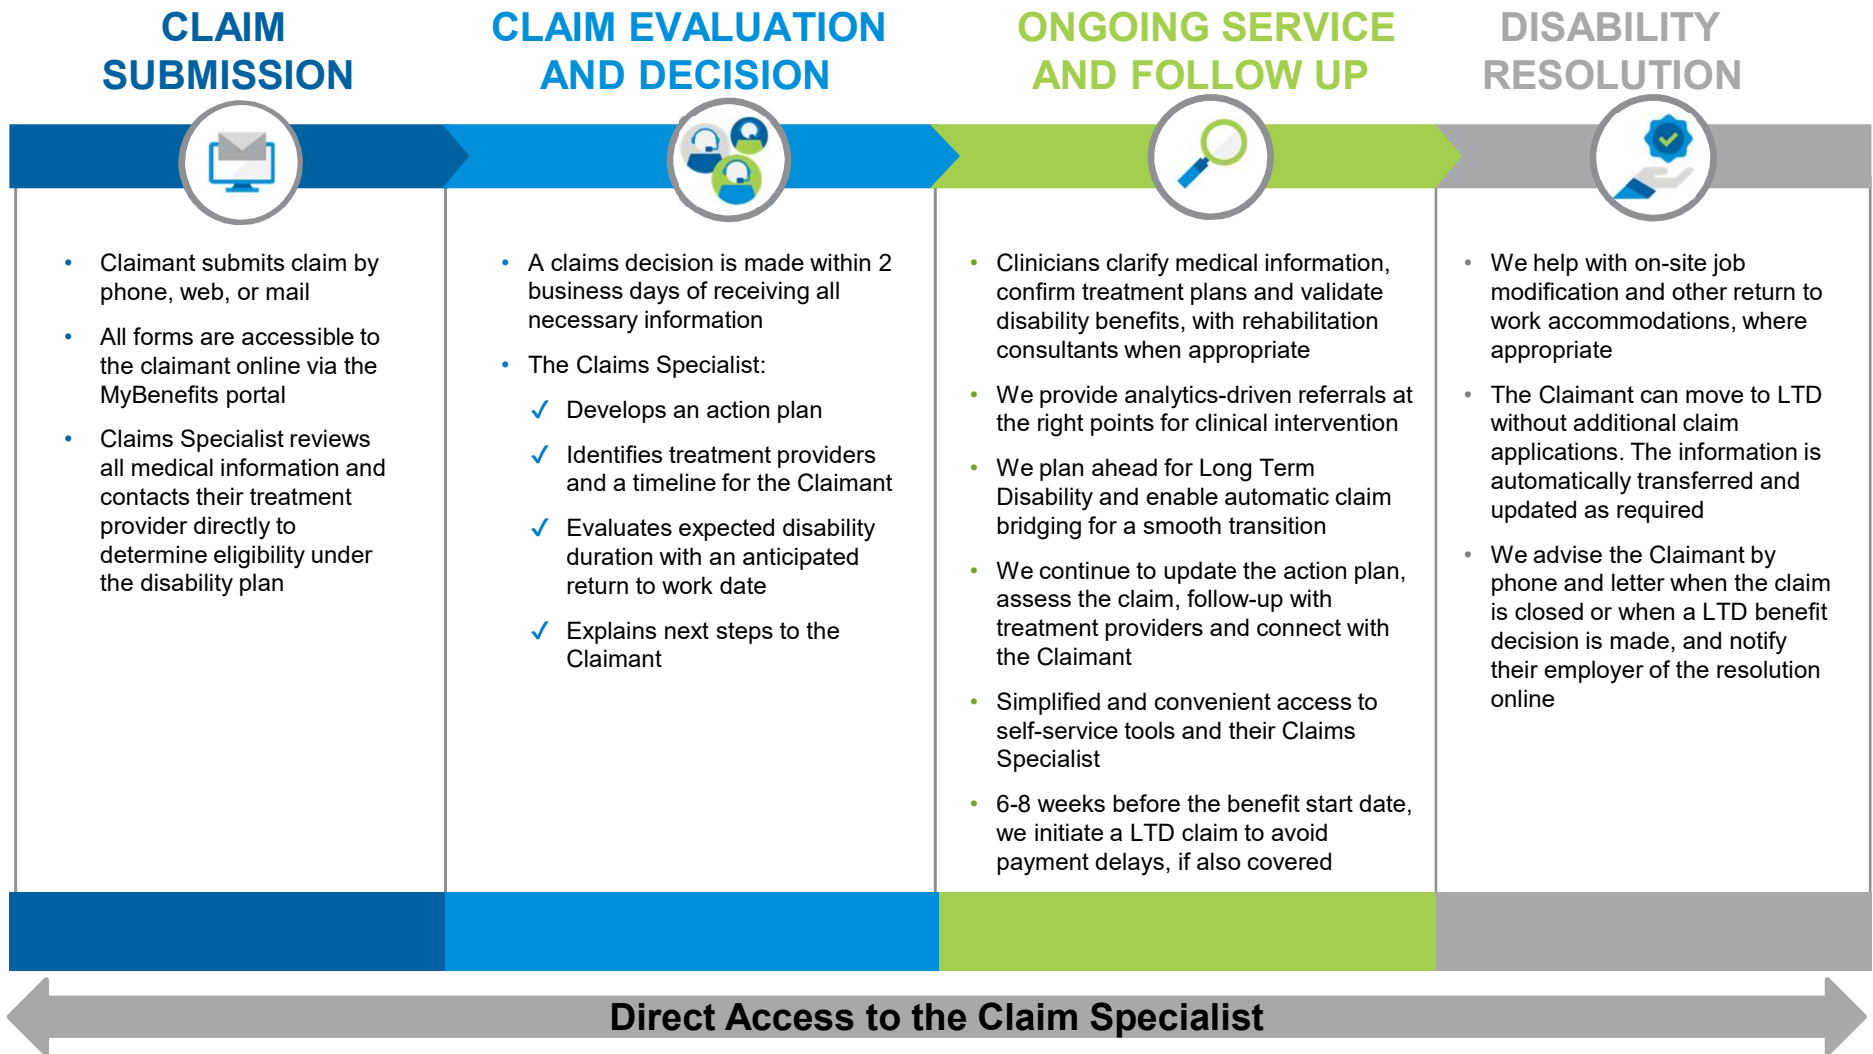 CLAIM
SUBMISSION
CLAIM EVALUATION
AND DECISION
ONGOING SERVICE
AND FOLLOW UP
DISABILITY
RESOLUTION
• Claimant submits claim by
phone, web, or mail
• All forms are accessible to
the claimant online via the
MyBenefits portal
• Claims Specialist reviews
all medical information and
contacts their treatment
provider directly to
determine eligibility under
the disability plan
• A claims decision is made within 2
business days of receiving all
necessary information
• The Claims Specialist:
✓ Develops an action plan
✓ Identifies treatment providers
and a timeline for the Claimant
✓ Evaluates expected disability
duration with an anticipated
return to work date
✓ Explains next steps to the
Claimant
• Clinicians clarify medical information,
confirm treatment plans and validate
disability benefits, with rehabilitation
consultants when appropriate
• We provide analytics-driven referrals at
the right points for clinical intervention
• We plan ahead for Long Term
Disability and enable automatic claim
bridging for a smooth transition
• We continue to update the action plan,
assess the claim, follow-up with
treatment providers and connect with
the Claimant
• Simplified and convenient access to
self-service tools and their Claims
Specialist
• 6-8 weeks before the benefit start date,
we initiate a LTD claim to avoid
payment delays, if also covered
• We help with on-site job
modification and other return to
work accommodations, where
appropriate
• The Claimant can move to LTD
without additional claim
applications. The information is
automatically transferred and
updated as required
• We advise the Claimant by
phone and letter when the claim
is closed or when a LTD benefit
decision is made, and notify
their employer of the resolution
online
Direct Access to the Claim Specialist